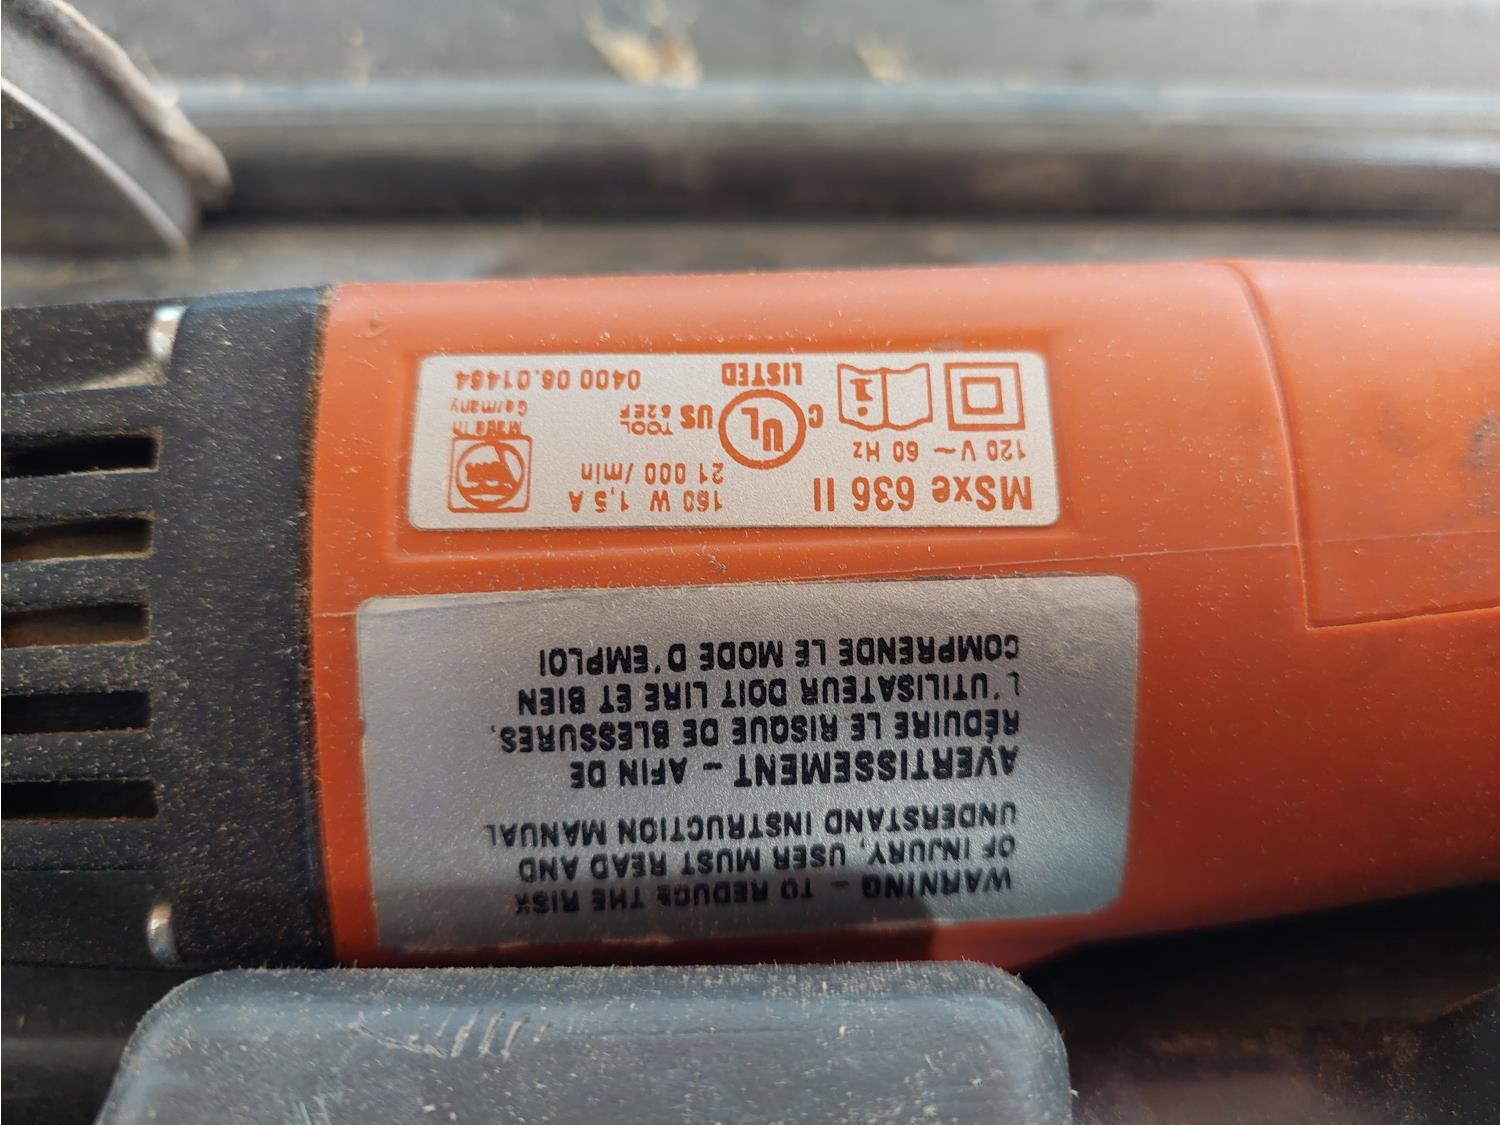 MSxe 636 II
120 V ~ 60 Hz
160 W 1,5 A
21 000 /min
C UL US
LISTED
TOOL
62EF
0400 06.01464
Made in
Germany
WARNING – TO REDUCE THE RISK
OF INJURY, USER MUST READ AND
UNDERSTAND INSTRUCTION MANUAL
AVERTISSEMENT – AFIN DE
RÉDUIRE LE RISQUE DE BLESSURES,
L'UTILISATEUR DOIT LIRE ET BIEN
COMPRENDE LE MODE D'EMPLOI